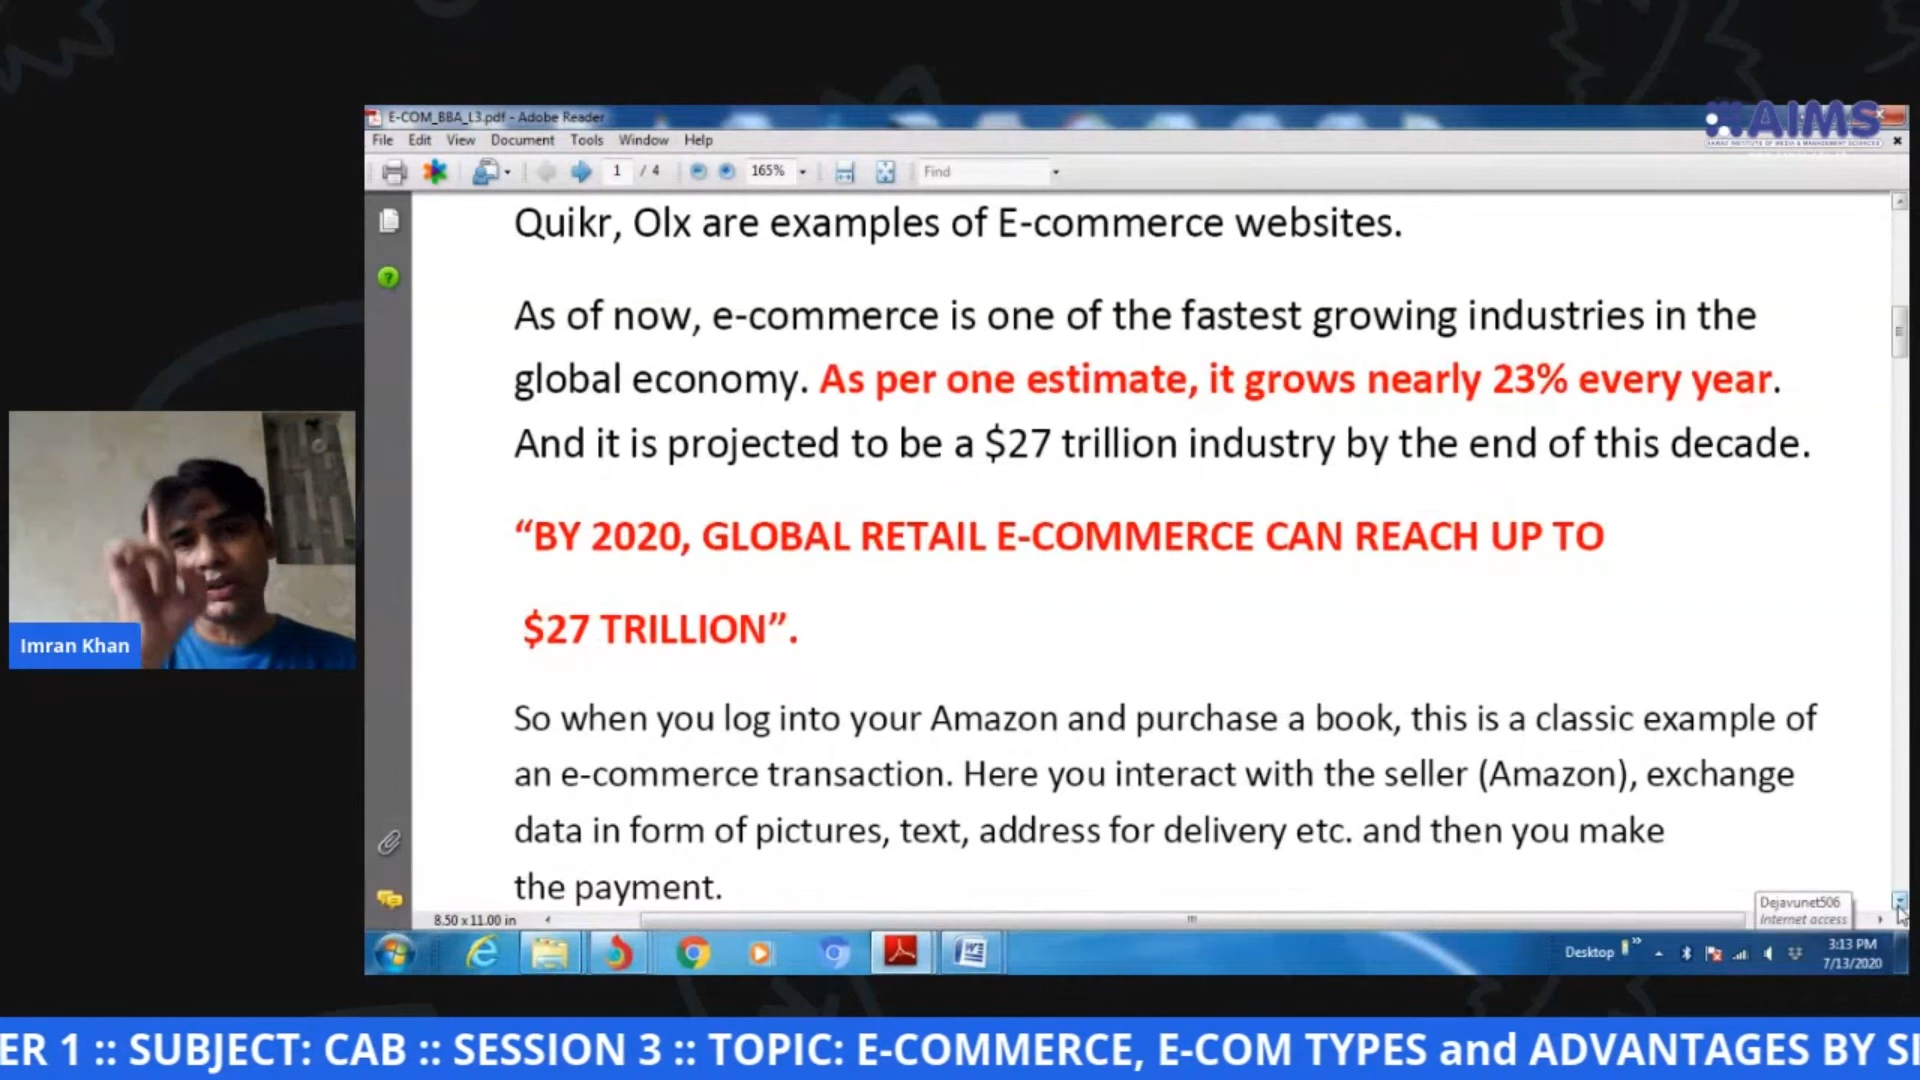 E-COM_BBA_L3.pdf - Adobe Reader
AIMS
File Edit View Document Tools Window Help
1 / 4 165% Find
Quikr, Olx are examples of E-commerce websites.
As of now, e-commerce is one of the fastest growing industries in the
global economy. As per one estimate, it grows nearly 23% every year.
And it is projected to be a $27 trillion industry by the end of this decade.
“BY 2020, GLOBAL RETAIL E-COMMERCE CAN REACH UP TO
$27 TRILLION”.
So when you log into your Amazon and purchase a book, this is a classic example of
an e-commerce transaction. Here you interact with the seller (Amazon), exchange
data in form of pictures, text, address for delivery etc. and then you make
the payment.
Imran Khan
8.50 x 11.00 in
Dejavunet506
Internet access
Desktop
3:13 PM
7/13/2020
ER 1 :: SUBJECT: CAB :: SESSION 3 :: TOPIC: E-COMMERCE, E-COM TYPES and ADVANTAGES BY SI